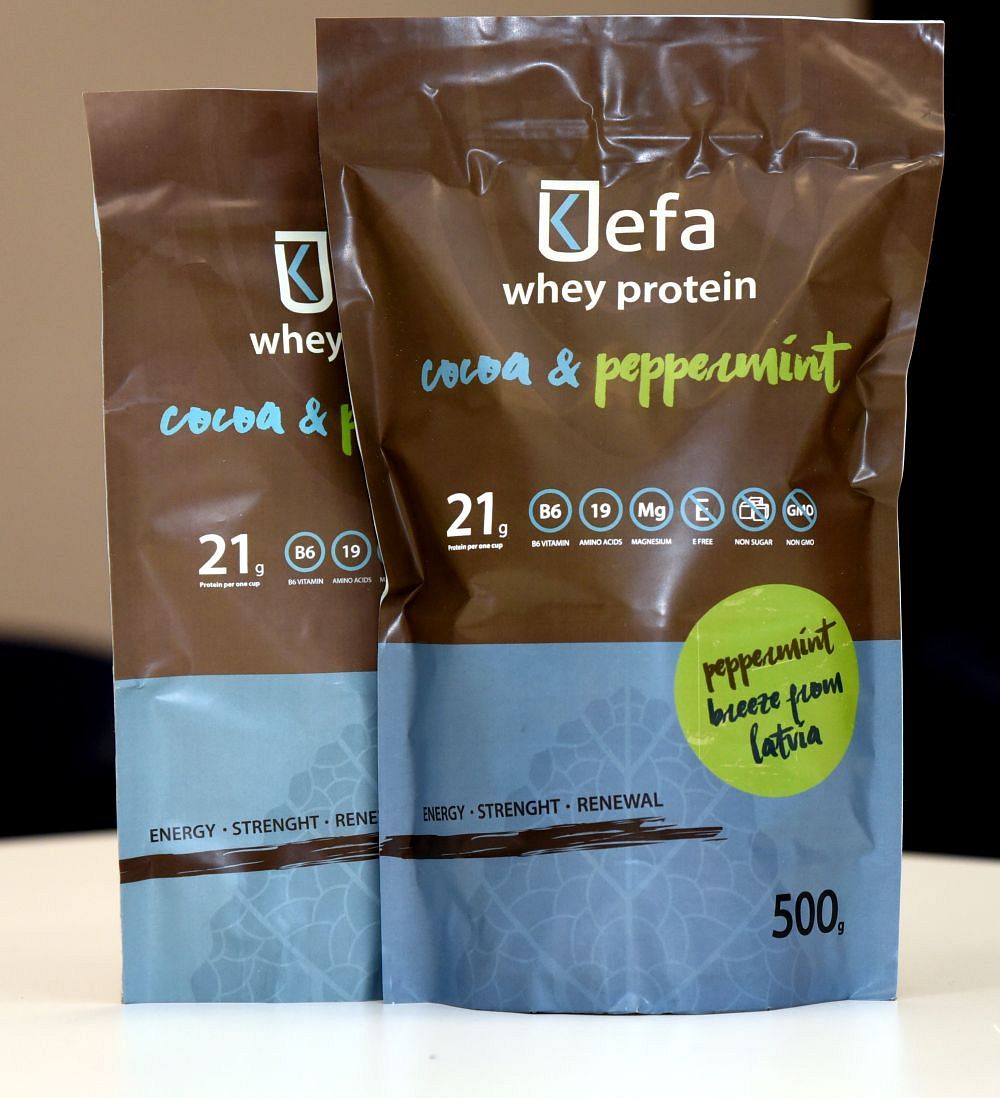 Kefa
whey protein
cocoa & peppermint
21g
Protein per one cup
B6
B6 VITAMIN
19
AMINO ACIDS
Mg
MAGNESIUM
E
E FREE
NON SUGAR
GMO
NON GMO
peppermint
breeze from
latvia
ENERGY · STRENGHT · RENEWAL
500g
K
whey
cocoa &
21g
Protein per one cup
B6
B6 VITAMIN
19
AMINO ACIDS
ENERGY · STRENGHT · RENE